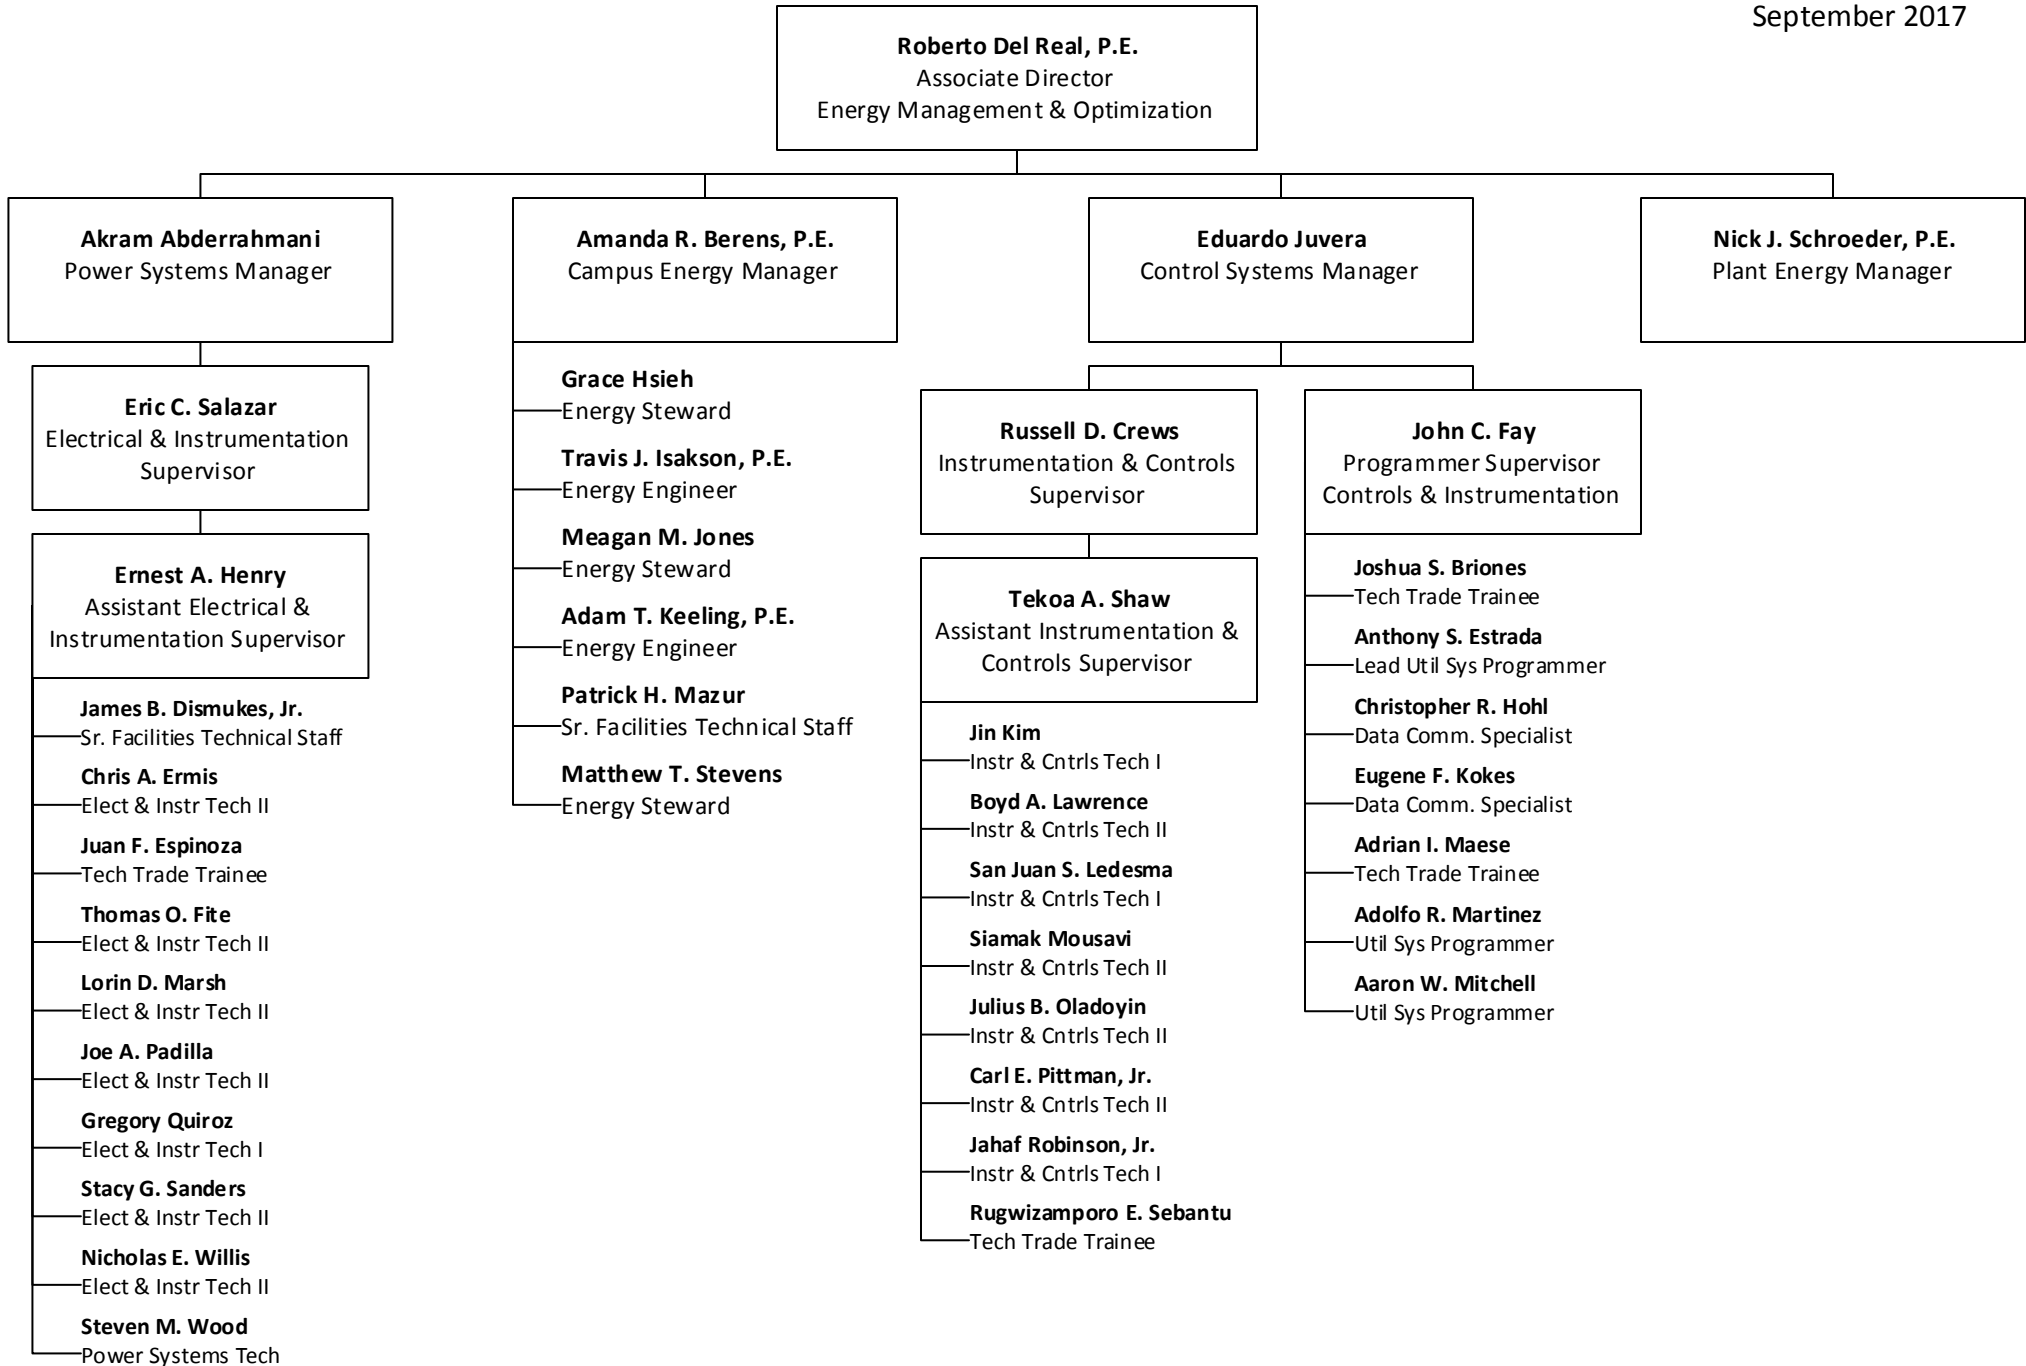 September 2017
Roberto Del Real, P.E.
Associate Director
Energy Management & Optimization
Akram Abderrahmani
Power Systems Manager
Amanda R. Berens, P.E.
Campus Energy Manager
Eduardo Juvera
Control Systems Manager
Nick J. Schroeder, P.E.
Plant Energy Manager
Eric C. Salazar
Electrical & Instrumentation
Supervisor
Ernest A. Henry
Assistant Electrical &
Instrumentation Supervisor
James B. Dismukes, Jr.
Sr. Facilities Technical Staff
Chris A. Ermis
Elect & Instr Tech II
Juan F. Espinoza
Tech Trade Trainee
Thomas O. Fite
Elect & Instr Tech II
Lorin D. Marsh
Elect & Instr Tech II
Joe A. Padilla
Elect & Instr Tech II
Gregory Quiroz
Elect & Instr Tech I
Stacy G. Sanders
Elect & Instr Tech II
Nicholas E. Willis
Elect & Instr Tech II
Steven M. Wood
Power Systems Tech
Grace Hsieh
Energy Steward
Travis J. Isakson, P.E.
Energy Engineer
Meagan M. Jones
Energy Steward
Adam T. Keeling, P.E.
Energy Engineer
Patrick H. Mazur
Sr. Facilities Technical Staff
Matthew T. Stevens
Energy Steward
Russell D. Crews
Instrumentation & Controls
Supervisor
Tekoa A. Shaw
Assistant Instrumentation &
Controls Supervisor
Jin Kim
Instr & Cntrls Tech I
Boyd A. Lawrence
Instr & Cntrls Tech II
San Juan S. Ledesma
Instr & Cntrls Tech I
Siamak Mousavi
Instr & Cntrls Tech II
Julius B. Oladoyin
Instr & Cntrls Tech II
Carl E. Pittman, Jr.
Instr & Cntrls Tech II
Jahaf Robinson, Jr.
Instr & Cntrls Tech I
Rugwizamporo E. Sebantu
Tech Trade Trainee
John C. Fay
Programmer Supervisor
Controls & Instrumentation
Joshua S. Briones
Tech Trade Trainee
Anthony S. Estrada
Lead Util Sys Programmer
Christopher R. Hohl
Data Comm. Specialist
Eugene F. Kokes
Data Comm. Specialist
Adrian I. Maese
Tech Trade Trainee
Adolfo R. Martinez
Util Sys Programmer
Aaron W. Mitchell
Util Sys Programmer